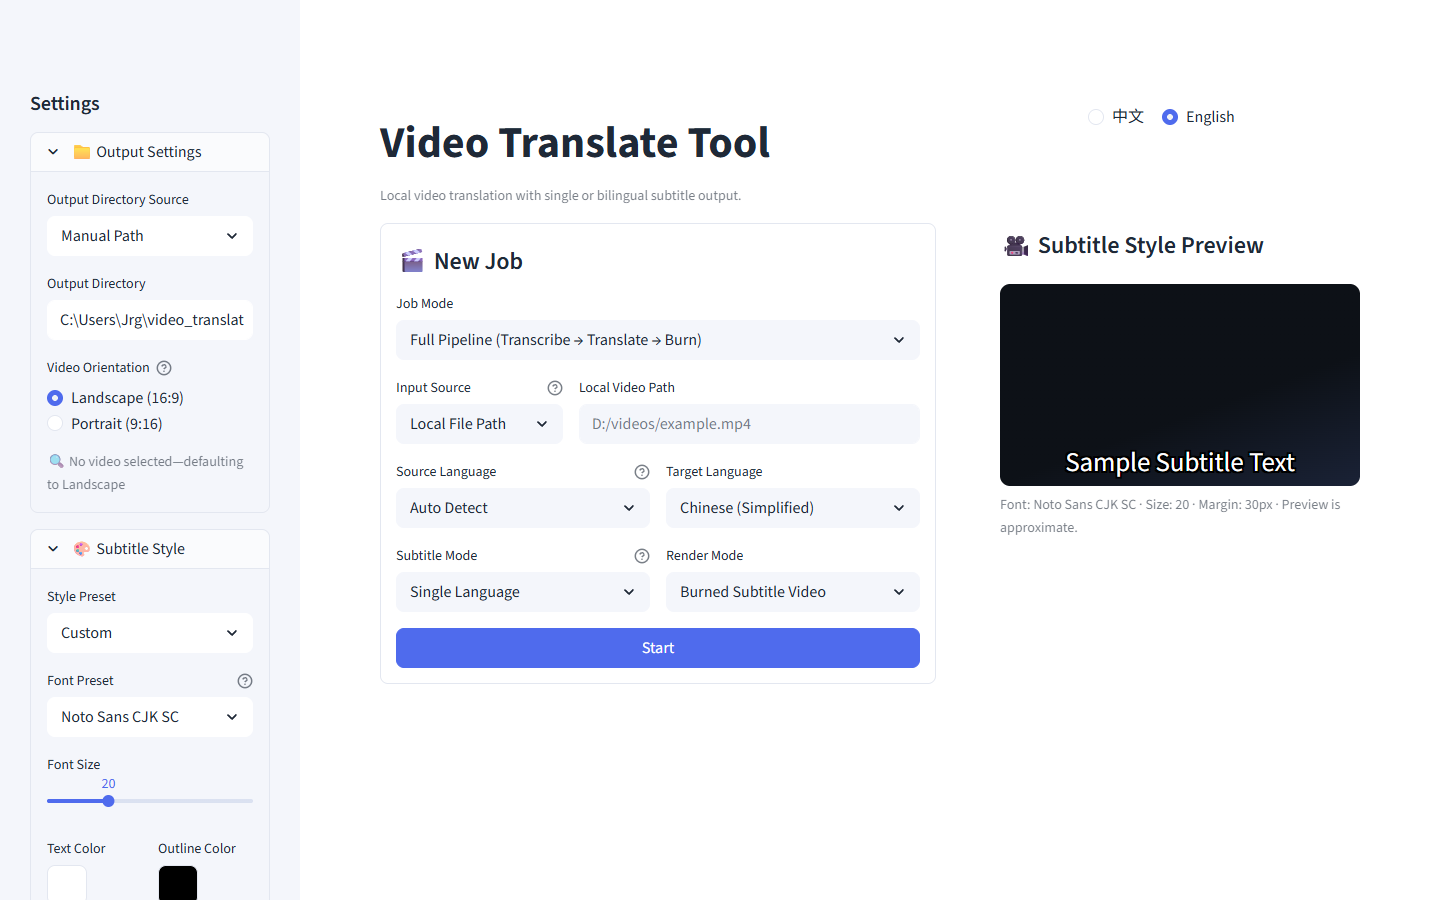 Settings
Output Settings
Output Directory Source
Manual Path
Output Directory
C:\Users\Jrg\video_translat
Video Orientation
Landscape (16:9)
Portrait (9:16)
No video selected—defaulting
to Landscape
Subtitle Style
Style Preset
Custom
Font Preset
Noto Sans CJK SC
Font Size
20
Text Color
Outline Color
中文
English
Video Translate Tool
Local video translation with single or bilingual subtitle output.
New Job
Job Mode
Full Pipeline (Transcribe → Translate → Burn)
Input Source
Local Video Path
Local File Path
D:/videos/example.mp4
Source Language
Target Language
Auto Detect
Chinese (Simplified)
Subtitle Mode
Render Mode
Single Language
Burned Subtitle Video
Start
Subtitle Style Preview
Sample Subtitle Text
Font: Noto Sans CJK SC · Size: 20 · Margin: 30px · Preview is
approximate.